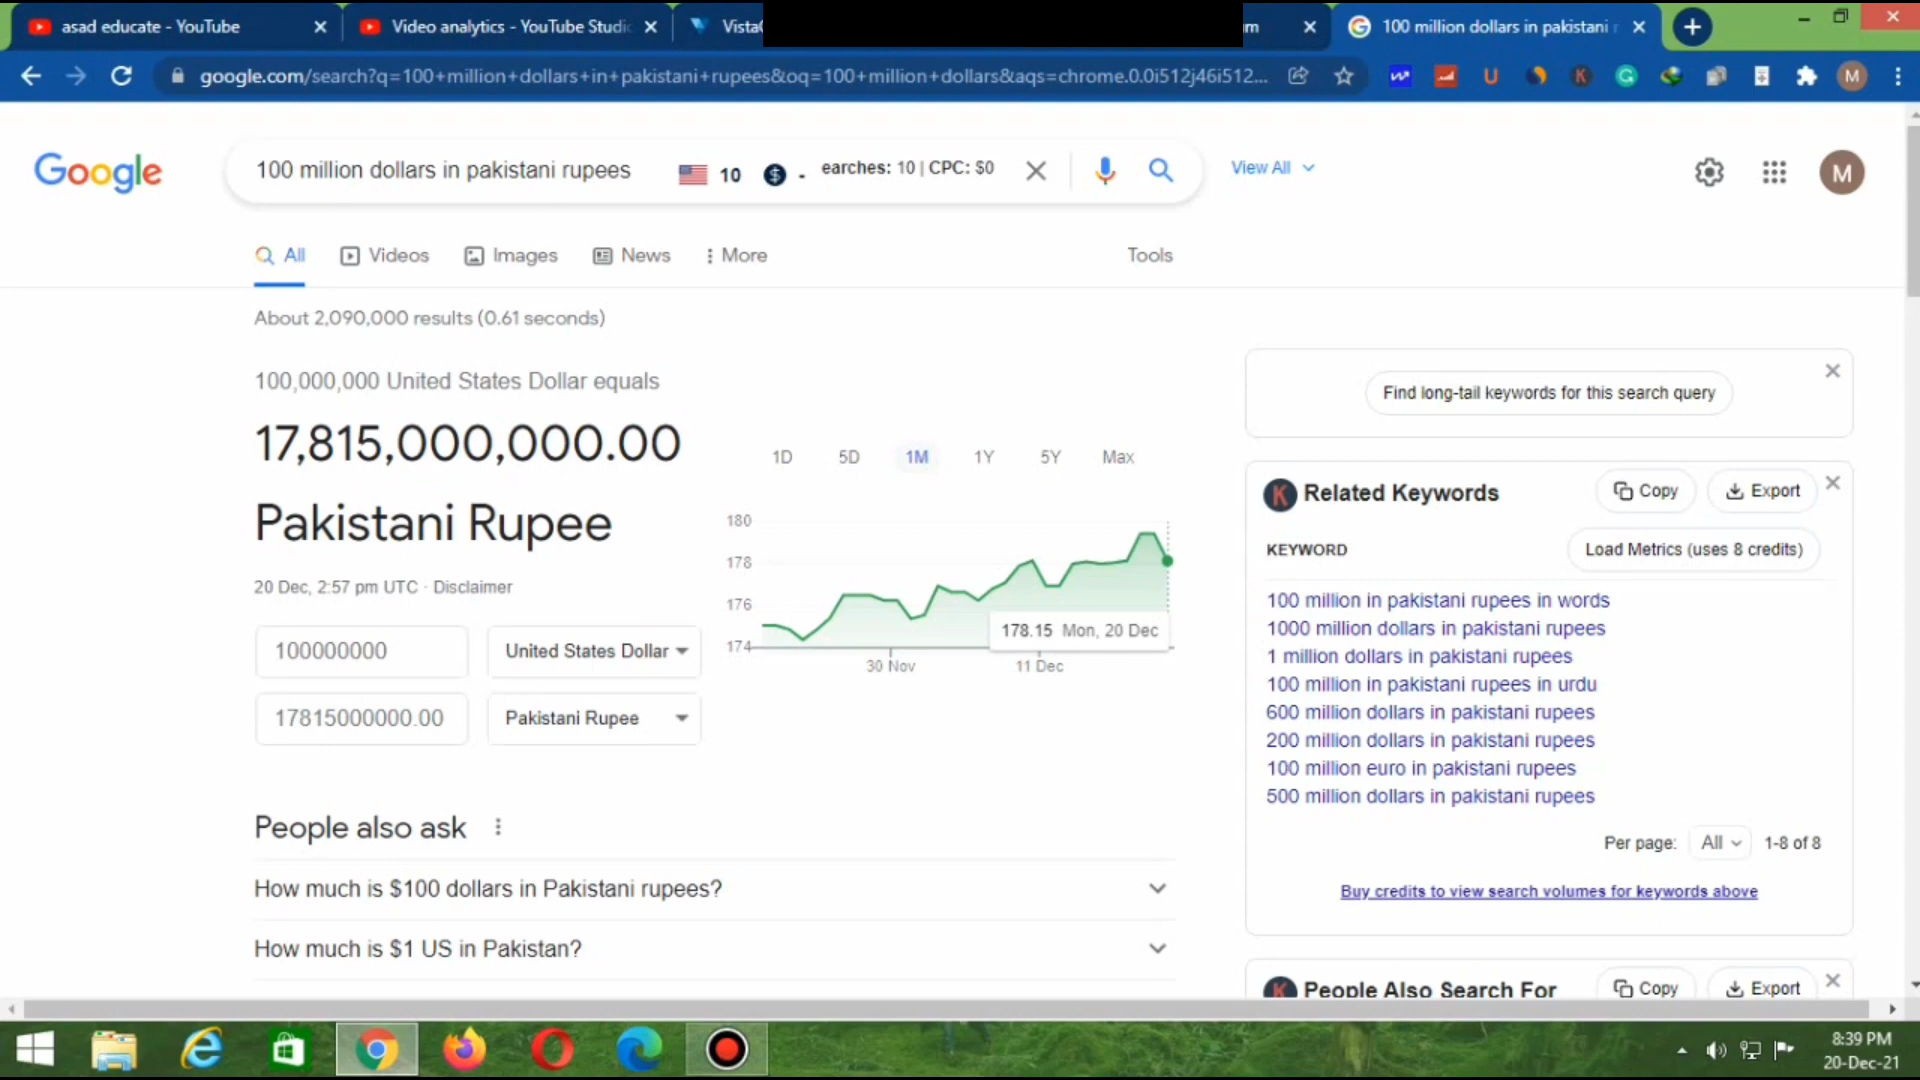 asad educate - YouTube
Video analytics - YouTube Studio
100 million dollars in pakistani
google.com/search?q=100+million+dollars+in+pakistani+rupees&oq=100+million+dollars&aqs=chrome.0.0i512j46i512...
M
Google
100 million dollars in pakistani rupees
10
earches: 10 | CPC: $0
View All
M
All
Videos
Images
News
More
Tools
About 2,090,000 results (0.61 seconds)
100,000,000 United States Dollar equals
17,815,000,000.00
Pakistani Rupee
20 Dec, 2:57 pm UTC · Disclaimer
100000000
United States Dollar
17815000000.00
Pakistani Rupee
1D 5D 1M 1Y 5Y Max
180
178
176
174
178.15 Mon, 20 Dec
30 Nov
11 Dec
People also ask
How much is $100 dollars in Pakistani rupees?
How much is $1 US in Pakistan?
Find long-tail keywords for this search query
K
Related Keywords
Copy
Export
KEYWORD
Load Metrics (uses 8 credits)
100 million in pakistani rupees in words
1000 million dollars in pakistani rupees
1 million dollars in pakistani rupees
100 million in pakistani rupees in urdu
600 million dollars in pakistani rupees
200 million dollars in pakistani rupees
100 million euro in pakistani rupees
500 million dollars in pakistani rupees
Per page: All 1-8 of 8
Buy credits to view search volumes for keywords above
K
People Also Search For
Copy
Export
8:39 PM
20-Dec-21